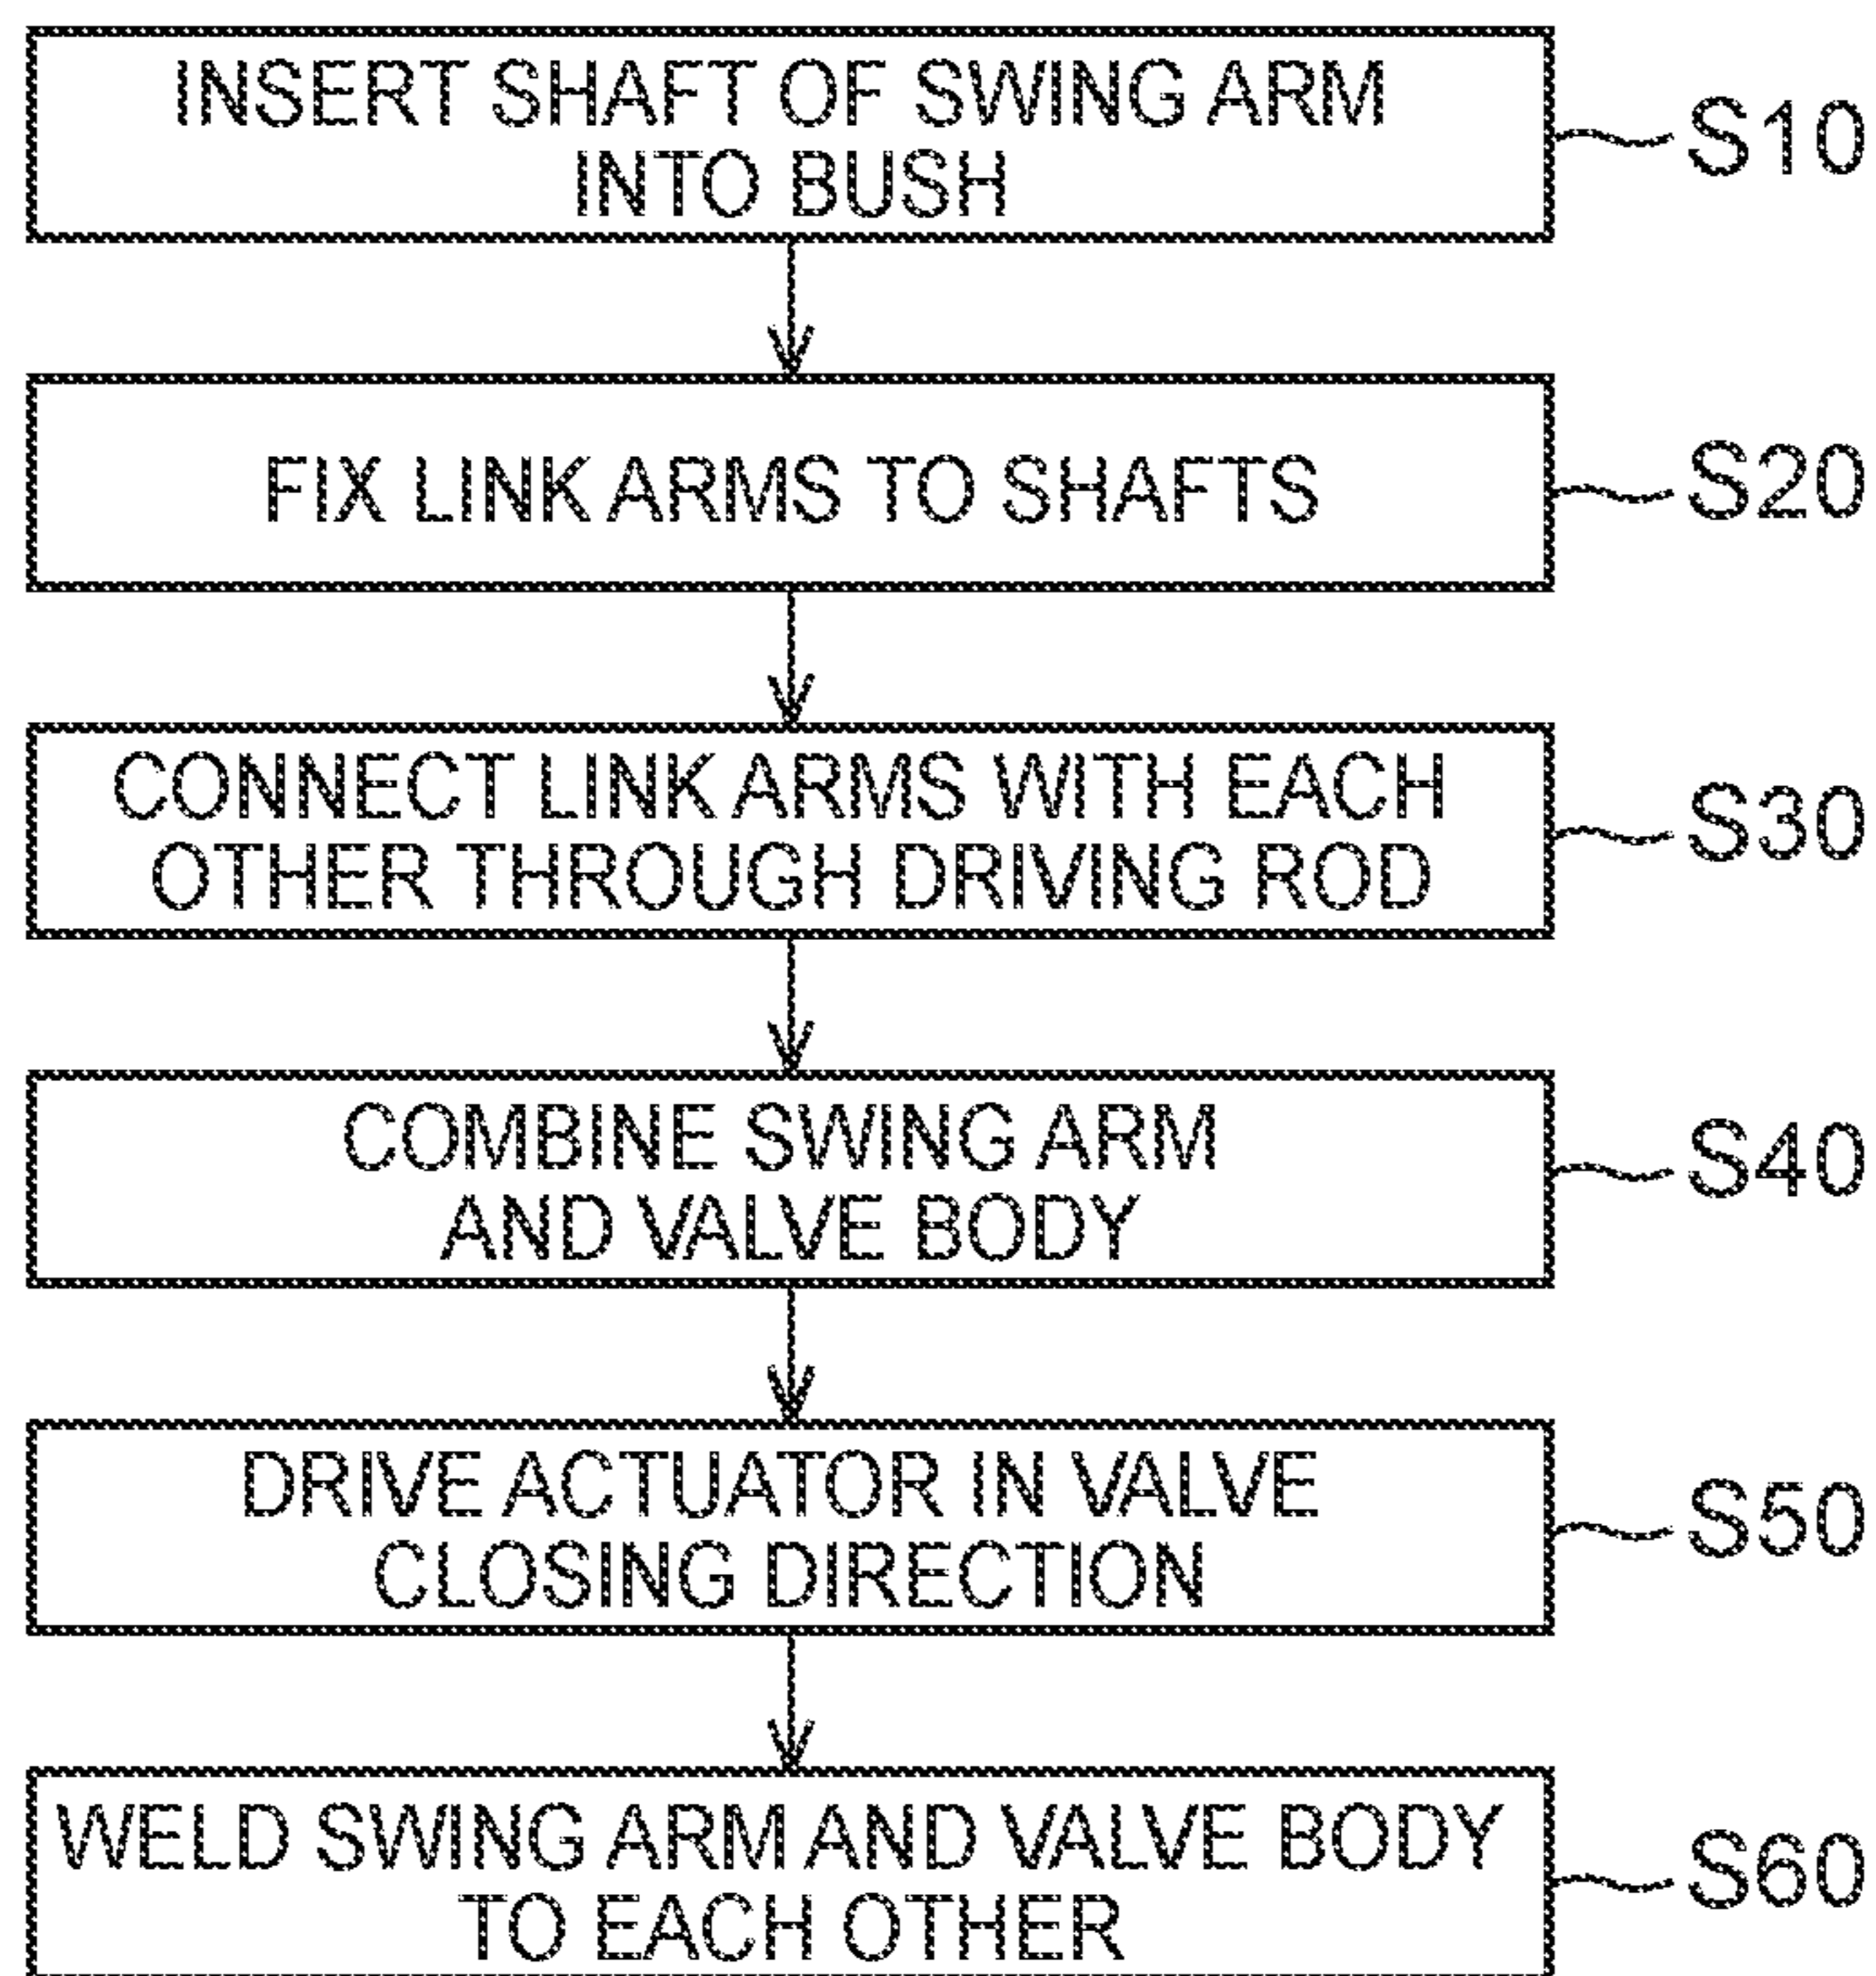 INSERT SHAFT OF SWING ARM
INTO BUSH
S10
FIX LINK ARMS TO SHAFTS
S20
CONNECT LINK ARMS WITH EACH
OTHER THROUGH DRIVING ROD
S30
COMBINE SWING ARM
AND VALVE BODY
S40
DRIVE ACTUATOR IN VALVE
CLOSING DIRECTION
S50
WELD SWING ARM AND VALVE BODY
TO EACH OTHER
S60